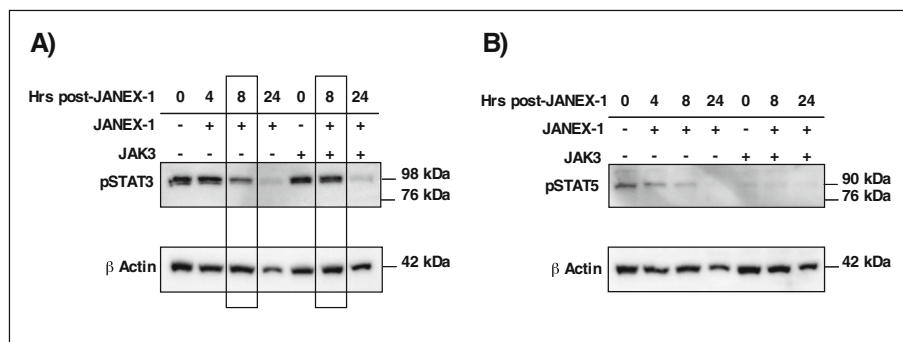 A)
Hrs post-JANEX-1 0 4 8 24 0 8 24
JANEX-1 - + + + - + +
JAK3 - - - - + + +
pSTAT3
98 kDa
76 kDa
β Actin
42 kDa
B)
Hrs post-JANEX-1 0 4 8 24 0 8 24
JANEX-1 - + + + - + +
JAK3 - - - - + + +
pSTAT5
90 kDa
76 kDa
β Actin
42 kDa